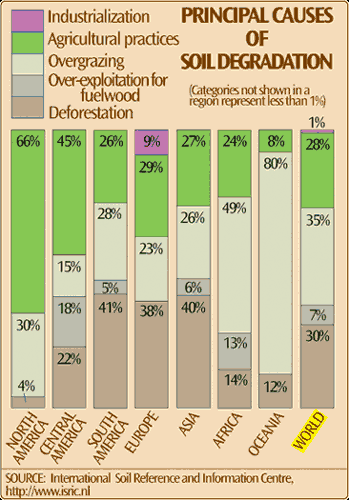 Industrialization
Agricultural practices
Overgrazing
Over-exploitation for
fuelwood
Deforestation
PRINCIPAL CAUSES
OF
SOIL DEGRADATION
(Categories not shown in a
region represent less than 1%)
66%
30%
4%
45%
15%
18%
22%
26%
28%
5%
41%
9%
29%
23%
38%
27%
26%
6%
40%
24%
49%
13%
14%
8%
80%
12%
1%
28%
35%
7%
30%
NORTH
AMERICA
CENTRAL
AMERICA
SOUTH
AMERICA
EUROPE
ASIA
AFRICA
OCEANIA
WORLD
SOURCE: International Soil Reference and Information Centre,
http://www.isric.nl